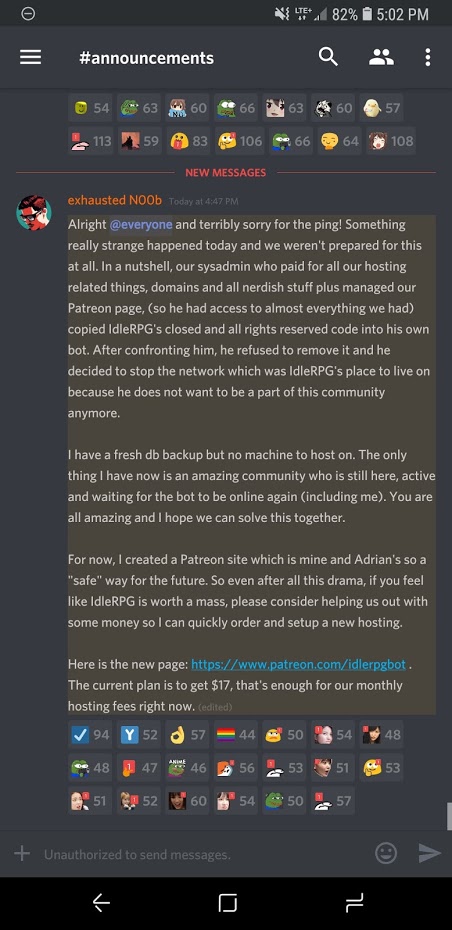 LTE+ 82% 5:02 PM
#announcements
54 63 60 66 63 60 57
113 59 83 106 66 64 108
NEW MESSAGES
exhausted N00b Today at 4:47 PM
Alright @everyone and terribly sorry for the ping! Something
really strange happened today and we weren't prepared for this
at all. In a nutshell, our sysadmin who paid for all our hosting
related things, domains and all nerdish stuff plus managed our
Patreon page, (so he had access to almost everything we had)
copied IdleRPG's closed and all rights reserved code into his own
bot. After confronting him, he refused to remove it and he
decided to stop the network which was IdleRPG's place to live on
because he does not want to be a part of this community
anymore.
I have a fresh db backup but no machine to host on. The only
thing I have now is an amazing community who is still here, active
and waiting for the bot to be online again (including me). You are
all amazing and I hope we can solve this together.
For now, I created a Patreon site which is mine and Adrian's so a
"safe" way for the future. So even after all this drama, if you feel
like IdleRPG is worth a mass, please consider helping us out with
some money so I can quickly order and setup a new hosting.
Here is the new page: https://www.patreon.com/idlerpgbot .
The current plan is to get $17, that's enough for our monthly
hosting fees right now. (edited)
94 Y 52 57 44 50 54 48
48 47 ANIME 46 56 53 51 53
51 52 60 54 50 57
Unauthorized to send messages.